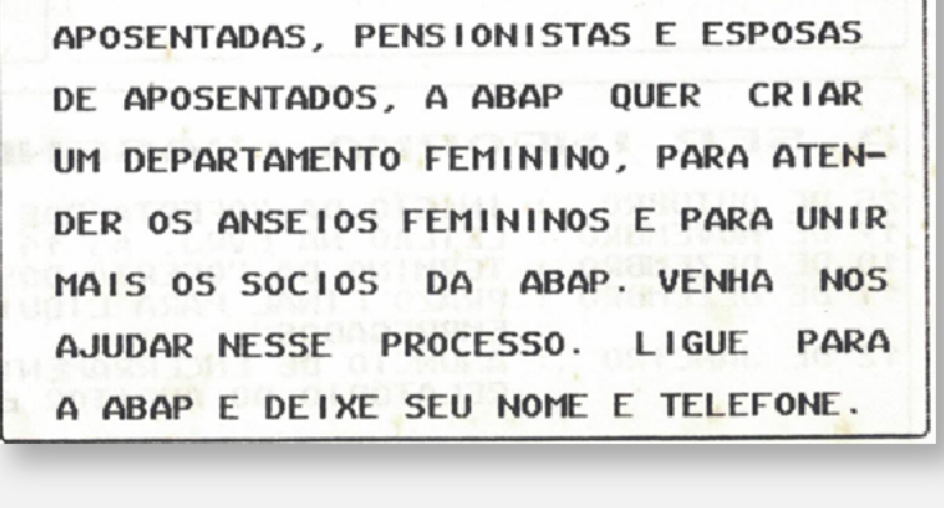 APOSENTADAS, PENSIONISTAS E ESPOSAS
DE APOSENTADOS, A ABAP QUER CRIAR
UM DEPARTAMENTO FEMININO, PARA ATEN-
DER OS ANSEIOS FEMININOS E PARA UNIR
MAIS OS SOCIOS DA ABAP. VENHA NOS
AJUDAR NESSE PROCESSO. LIGUE PARA
A ABAP E DEIXE SEU NOME E TELEFONE.